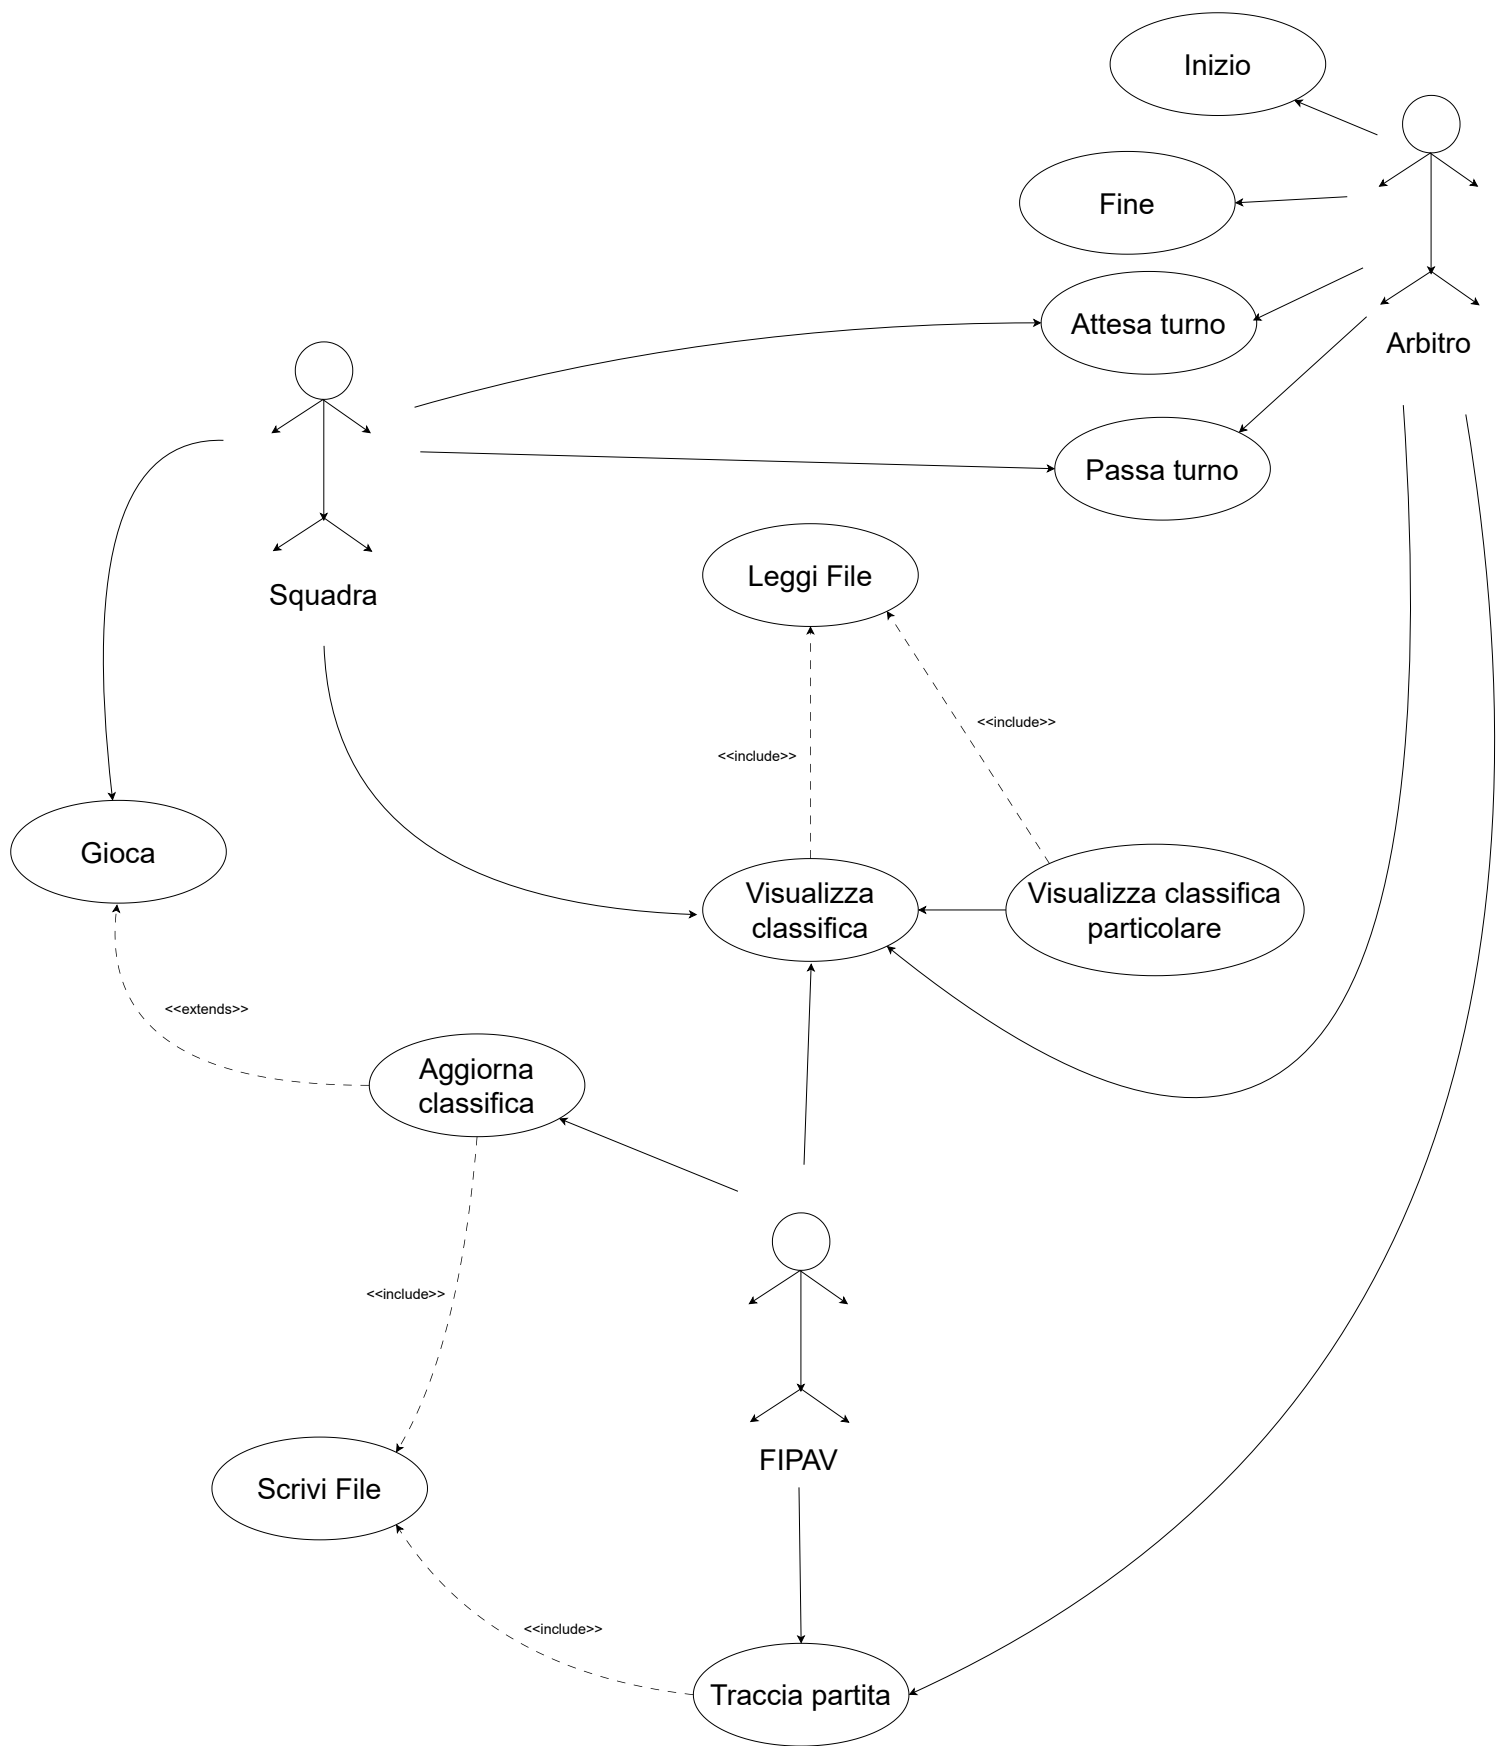 Inizio
Fine
Attesa turno
Arbitro
Passa turno
Leggi File
Squadra
<<include>>
<<include>>
Gioca
Visualizza
classifica
Visualizza classifica
particolare
<<extends>>
Aggiorna
classifica
<<include>>
FIPAV
Scrivi File
<<include>>
Traccia partita